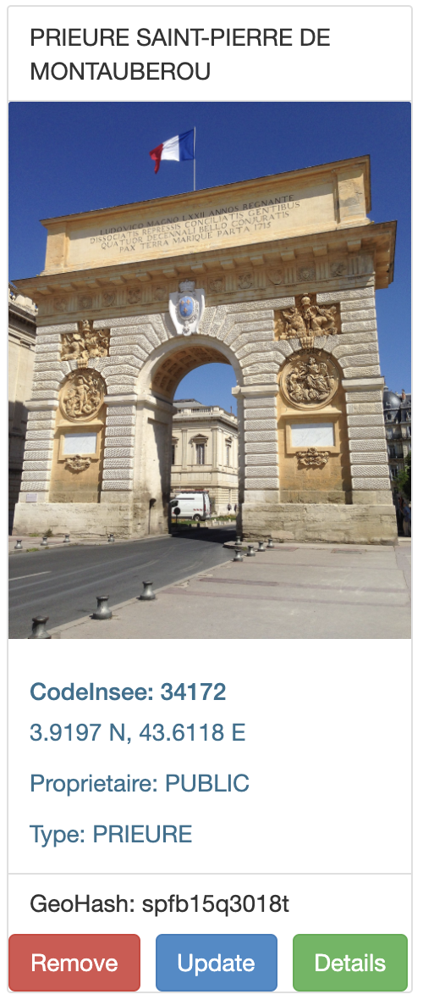 PRIEURE SAINT-PIERRE DE
MONTAUBEROU
LUDOVICO MAGNO LXXII ANNOS REGNANTE
DISSOCIATIS REPRESSIS CONCILIATIS GENTIBUS
QUATUOR DECENNALI BELLO CONJURATIS
PAX TERRA MARIQUE PARTA 1715
CodeInsee: 34172
3.9197 N, 43.6118 E
Proprietaire: PUBLIC
Type: PRIEURE
GeoHash: spfb15q3018t
Remove
Update
Details